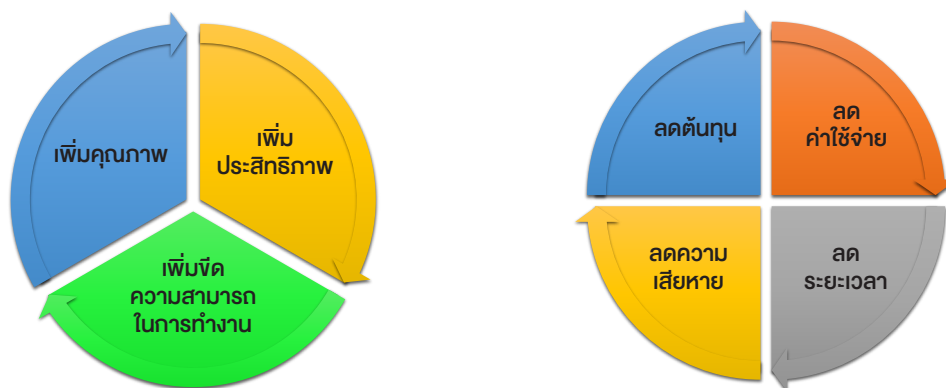 เพิ่มคุณภาพ
เพิ่ม
ประสิทธิภาพ
เพิ่มขีด
ความสามารถ
ในการทำงาน
ลดต้นทุน
ลด
ค่าใช้จ่าย
ลดความ
เสียหาย
ลด
ระยะเวลา